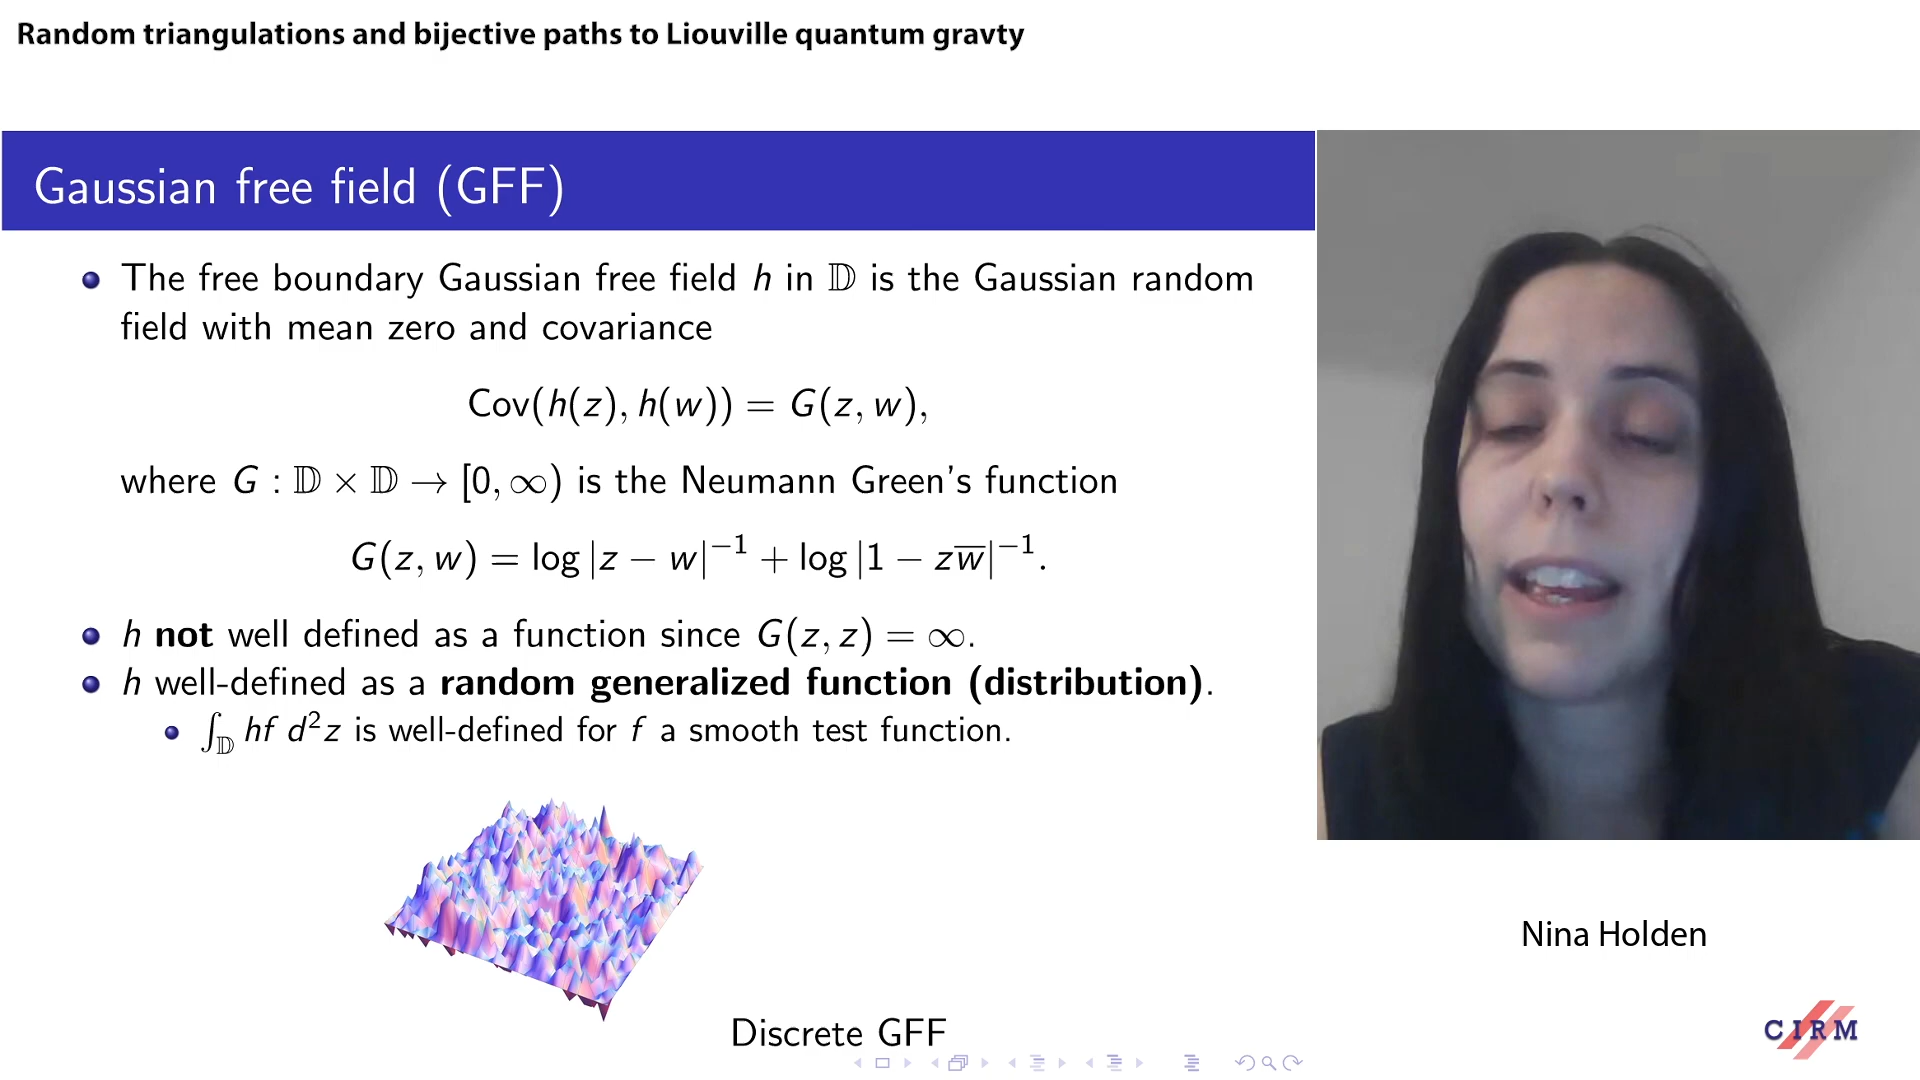 Random triangulations and bijective paths to Liouville quantum gravty
Gaussian free field (GFF)
The free boundary Gaussian free field h in 𝔻 is the Gaussian random
field with mean zero and covariance
Cov(h(z), h(w)) = G(z, w),
where G : 𝔻 × 𝔻 → [0, ∞) is the Neumann Green's function
G(z, w) = log |z − w|⁻¹ + log |1 − zw̅|⁻¹.
h not well defined as a function since G(z, z) = ∞.
h well-defined as a random generalized function (distribution).
∫_𝔻 hf d²z is well-defined for f a smooth test function.
Discrete GFF
Nina Holden
CIRM